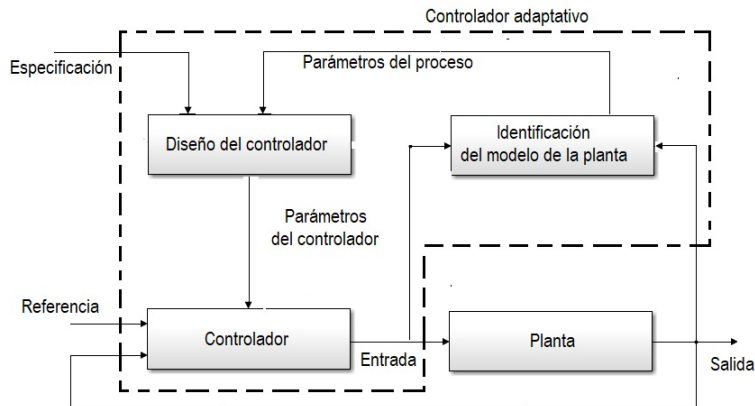 Controlador adaptativo
Especificación
Parámetros del proceso
Diseño del controlador
Identificación
del modelo de la planta
Parámetros
del controlador
Referencia
Controlador
Entrada
Planta
Salida